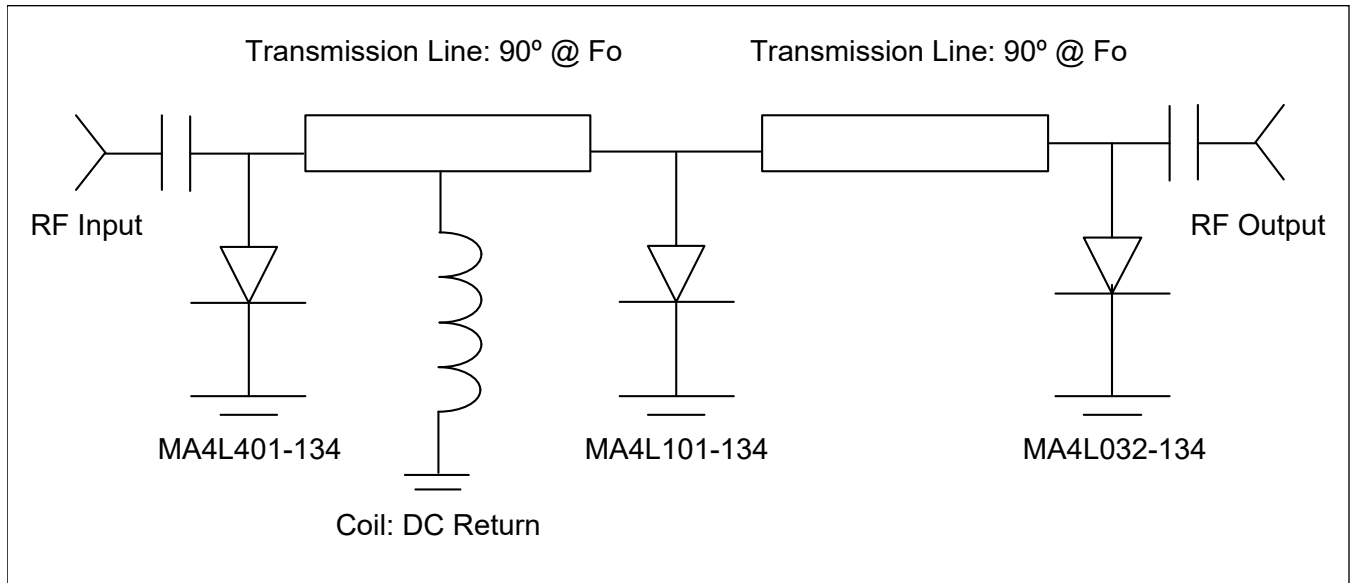 Transmission Line: 90º @ Fo
Transmission Line: 90º @ Fo
RF Input
RF Output
MA4L401-134
MA4L101-134
MA4L032-134
Coil: DC Return